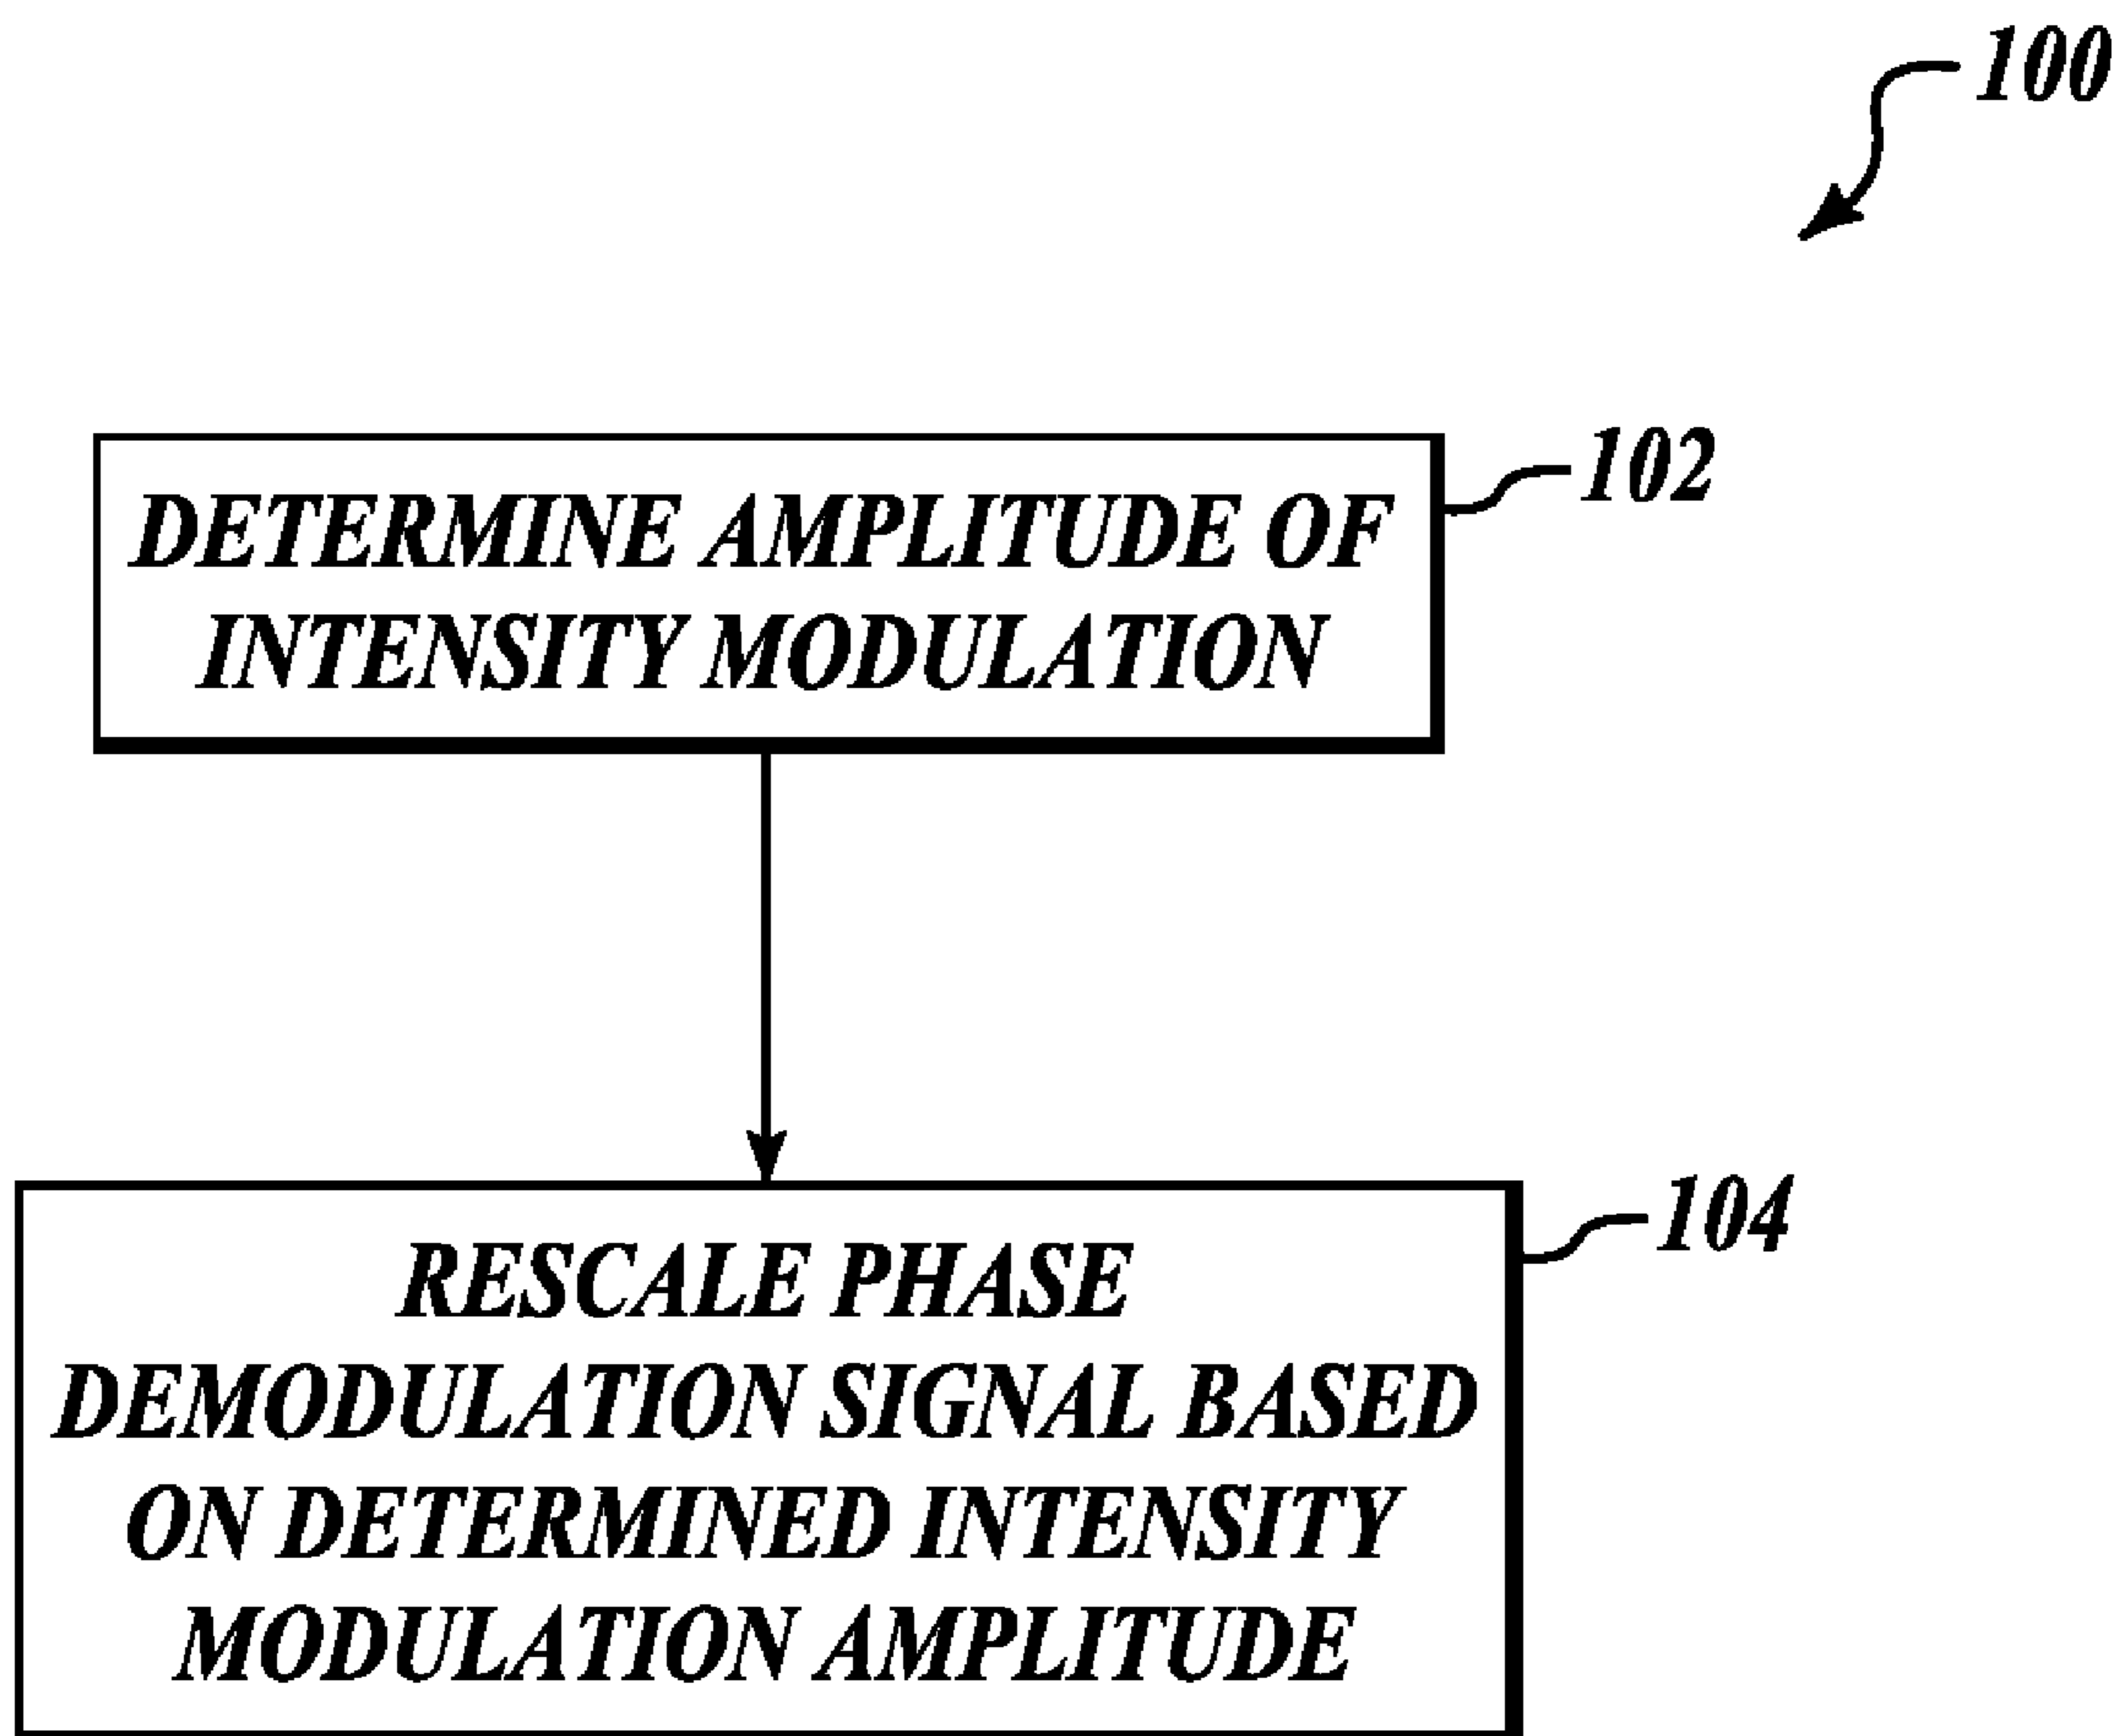 100
102
DETERMINE AMPLITUDE OF
INTENSITY MODULATION
104
RESCALE PHASE
DEMODULATION SIGNAL BASED
ON DETERMINED INTENSITY
MODULATION AMPLITUDE